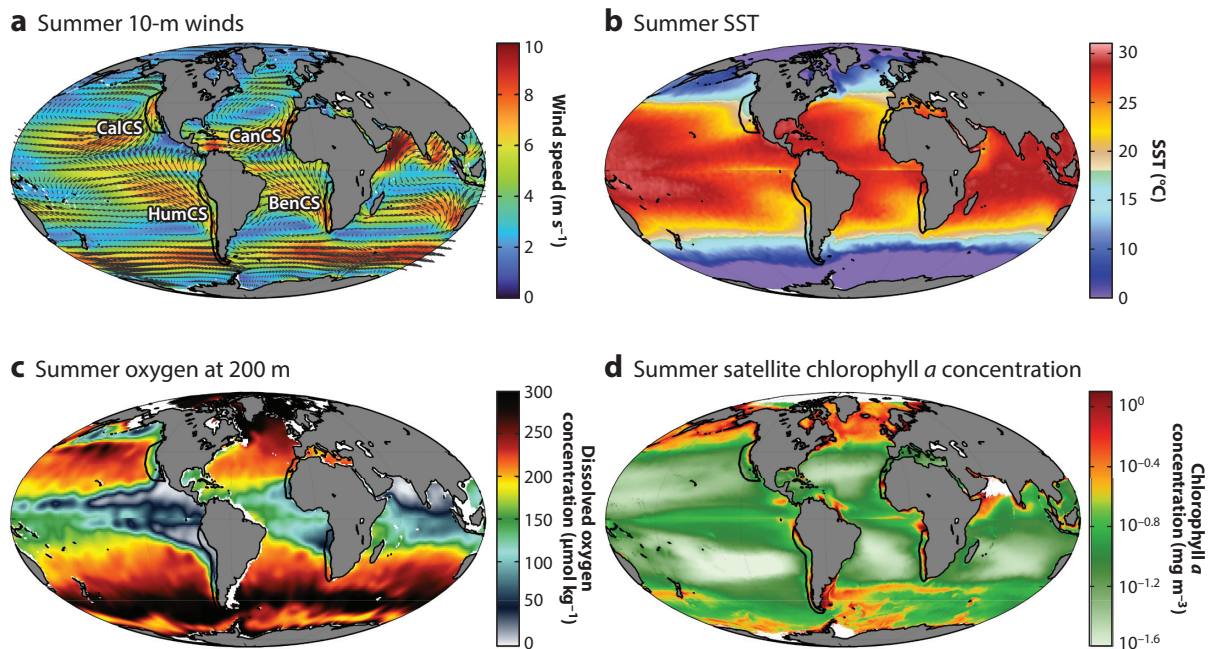 a Summer 10-m winds
CalCS
CanCS
HumCS
BenCS
10
8
6
4
2
0
Wind speed (m s⁻¹)
b Summer SST
30
25
20
15
10
5
0
SST (°C)
c Summer oxygen at 200 m
300
250
200
150
100
50
0
Dissolved oxygen
concentration (μmol kg⁻¹)
d Summer satellite chlorophyll a concentration
10⁰
10⁻⁰·⁴
10⁻⁰·⁸
10⁻¹·²
10⁻¹·⁶
Chlorophyll a
concentration (mg m⁻³)